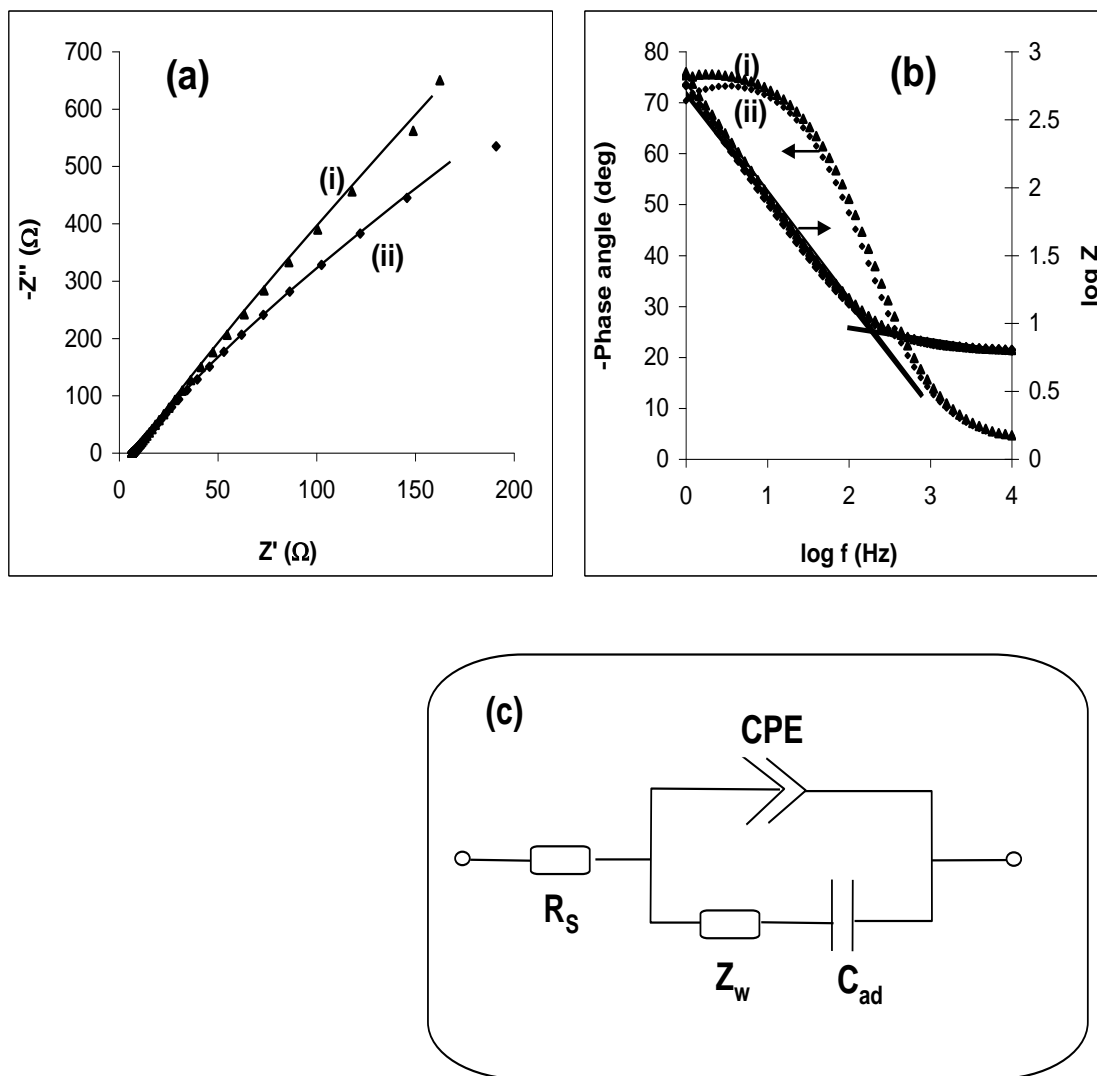 (a)
700
600
500
400
300
200
100
0
-Z'' (Ω)
(i)
(ii)
0 50 100 150 200
Z' (Ω)
(b)
80
70
60
50
40
30
20
10
0
-Phase angle (deg)
(i)
(ii)
3
2.5
2
1.5
1
0.5
0
log Z
0 1 2 3 4
log f (Hz)
(c)
CPE
R_S
Z_w
C_ad